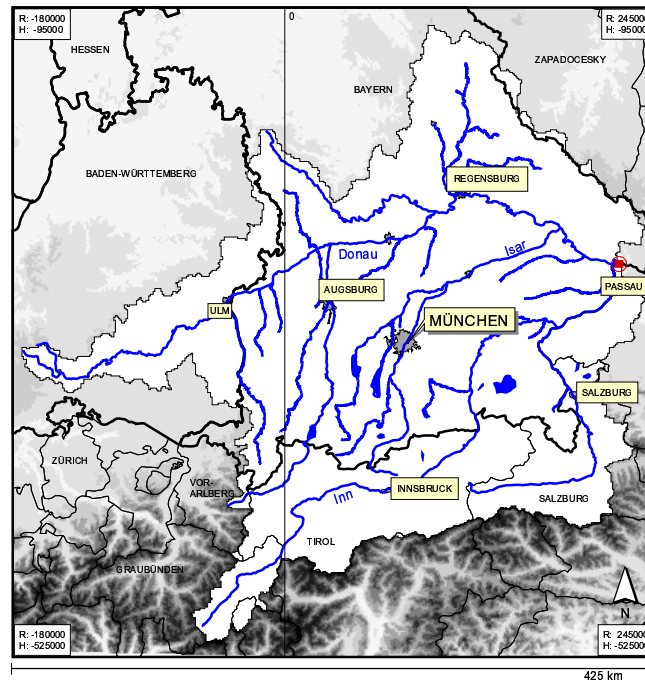 R: -180000
H: -95000
0
R: 245000
H: -95000
HESSEN
ZAPADOCESKY
BAYERN
BADEN-WÜRTTEMBERG
REGENSBURG
Isar
Donau
PASSAU
AUGSBURG
ULM
MÜNCHEN
SALZBURG
ZÜRICH
VOR-
ARLBERG
INNSBRUCK
Inn
SALZBURG
TIROL
GRAUBÜNDEN
N
R: -180000
H: -525000
R: 245000
H: -525000
425 km